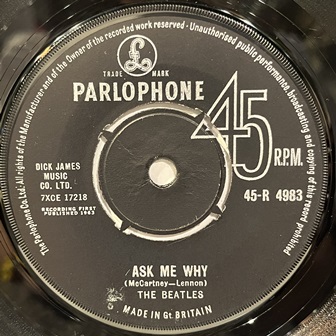 The Parlophone Co. Ltd. All rights of the Manufacturer and of the Owner of the recorded work reserved - Unauthorised public performance, broadcasting and copying of this record prohibited
£
TRADE MARK
PARLOPHONE
45
R.P.M.
DICK JAMES
MUSIC
CO. LTD.
7XCE 17218
RECORDING FIRST
PUBLISHED 1963
45-R 4983
ASK ME WHY
(McCartney—Lennon)
THE BEATLES
MADE IN Gt. BRITAIN